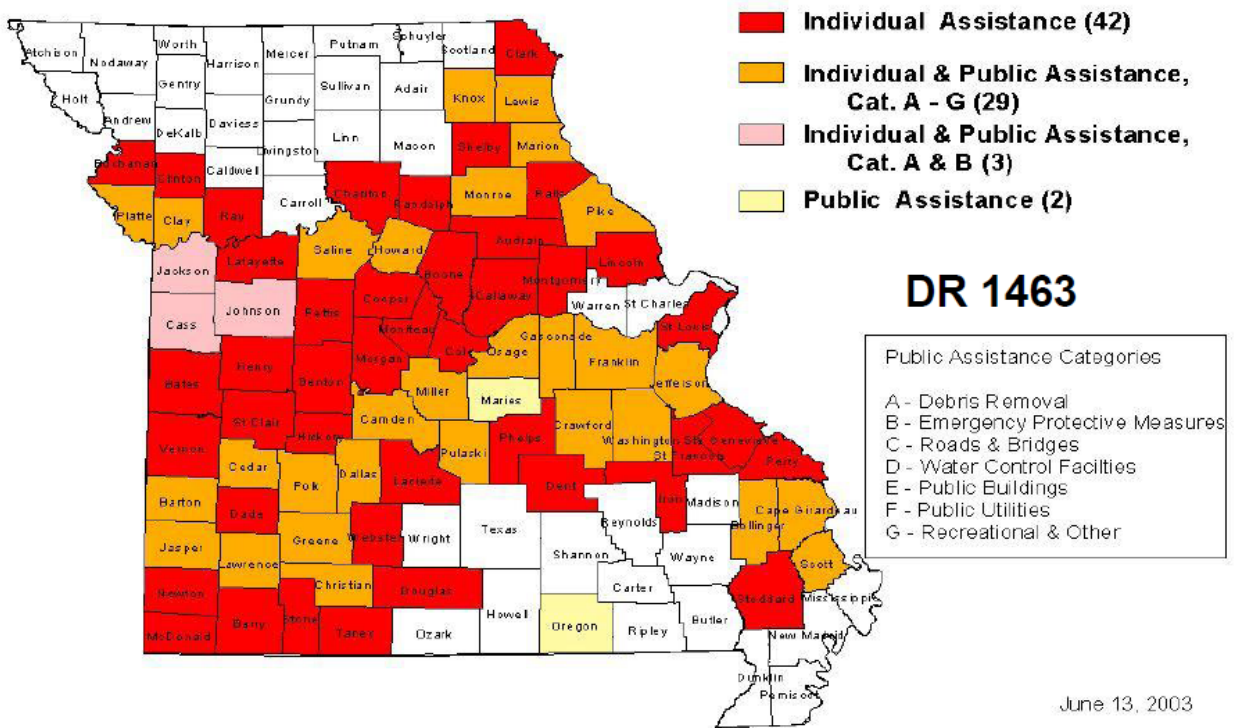 Individual Assistance (42)
Individual & Public Assistance,
Cat. A - G (29)
Individual & Public Assistance,
Cat. A & B (3)
Public Assistance (2)
DR 1463
Public Assistance Categories
A - Debris Removal
B - Emergency Protective Measures
C - Roads & Bridges
D - Water Control Facilties
E - Public Buildings
F - Public Utilities
G - Recreational & Other
June 13, 2003
Atchison
Nodaway
Worth
Harrison
Mercer
Putnam
Schuyler
Scotland
Clark
Holt
Gentry
Grundy
Sullivan
Adair
Knox
Lewis
Andrew
DeKalb
Daviess
Livingston
Linn
Macon
Shelby
Marion
Buchanan
Clinton
Caldwell
Carroll
Chariton
Randolph
Monroe
Ralls
Pike
Platte
Clay
Ray
Saline
Howard
Audrain
Lincoln
Jackson
Lafayette
Boone
Callaway
Montgomery
Warren
St Charles
St Louis
Cass
Johnson
Pettis
Cooper
Moniteau
Cole
Osage
Gasconade
Franklin
Jefferson
Bates
Henry
Benton
Morgan
Miller
Maries
Camden
Crawford
Washington
Ste Genevieve
St Francois
Perry
Vernon
St Clair
Hickory
Pulaski
Phelps
Dent
Iron
Madison
Cedar
Polk
Dallas
Laclede
Barton
Dade
Greene
Webster
Wright
Texas
Reynolds
Bollinger
Cape Girardeau
Jasper
Lawrence
Christian
Douglas
Shannon
Wayne
Scott
Newton
McDonald
Barry
Stone
Taney
Ozark
Howell
Oregon
Carter
Ripley
Butler
Stoddard
Mississippi
New Madrid
Dunklin
Pemiscot